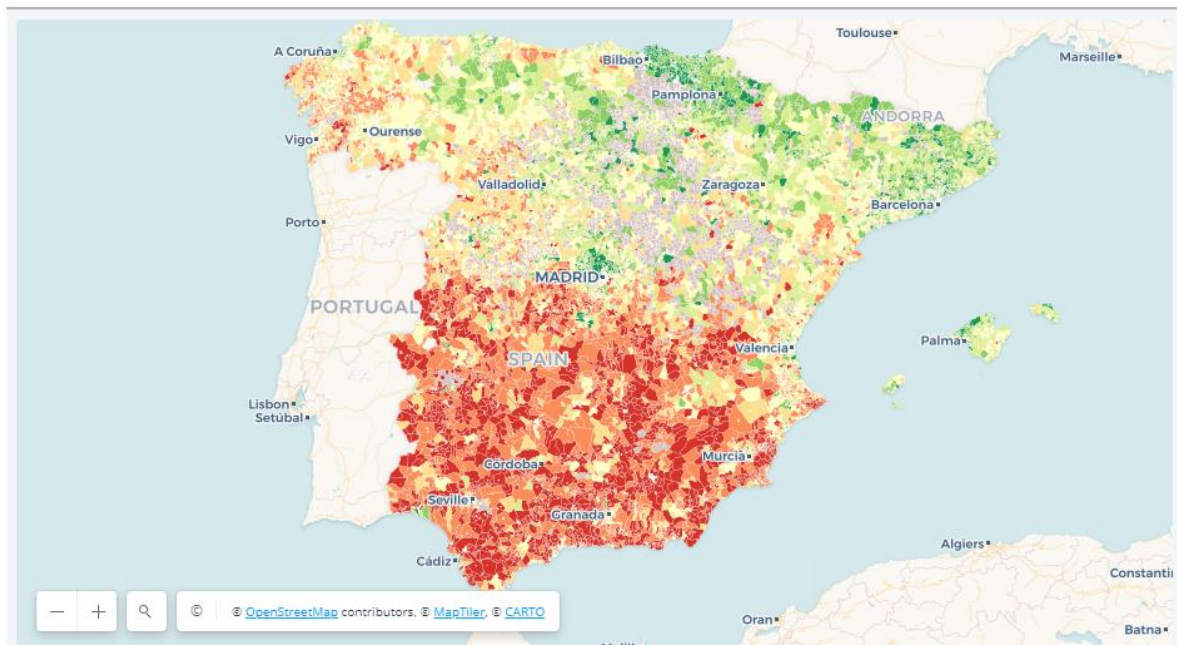 Toulouse
A Coruña
Marseille
Bilbao
Pamplona
ANDORRA
Ourense
Vigo
Valladolid
Zaragoza
Barcelona
Porto
MADRID
PORTUGAL
Palma
Valencia
SPAIN
Lisbon
Setúbal
Murcia
Córdoba
Seville
Granada
Algiers
Cádiz
Constanti
− +
© © OpenStreetMap contributors, © MapTiler, © CARTO
Oran
Batna